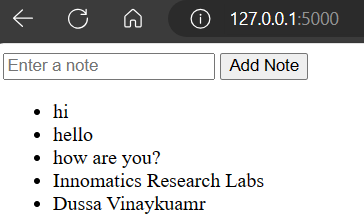 127.0.0.1:5000
Enter a note Add Note
hi
hello
how are you?
Innomatics Research Labs
Dussa Vinaykuamr